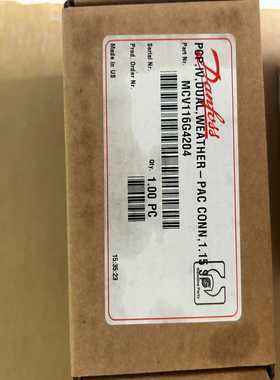 Danfoss
PCP,IV,DUAL,WEATHER-PAC CONN,1.15
Part Nr.
MCV116G4204
Serial Nr.
Prod. Order Nr.
Made in US
Qty.
1.00 PC
15:35:23